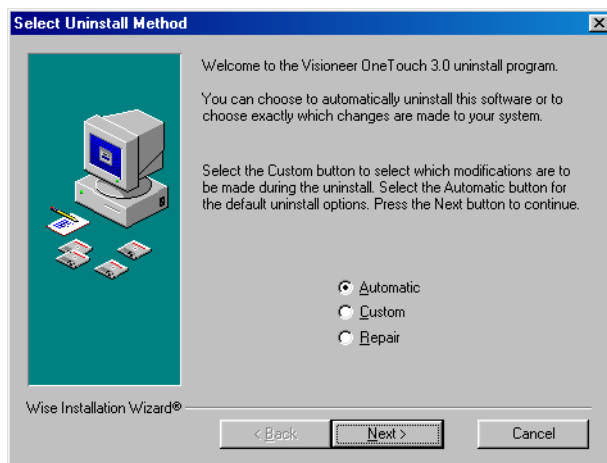 Select Uninstall Method
Welcome to the Visioneer OneTouch 3.0 uninstall program.
You can choose to automatically uninstall this software or to
choose exactly which changes are made to your system.
Select the Custom button to select which modifications are to
be made during the uninstall. Select the Automatic button for
the default uninstall options. Press the Next button to continue.
Automatic
Custom
Repair
Wise Installation Wizard®
< Back
Next >
Cancel